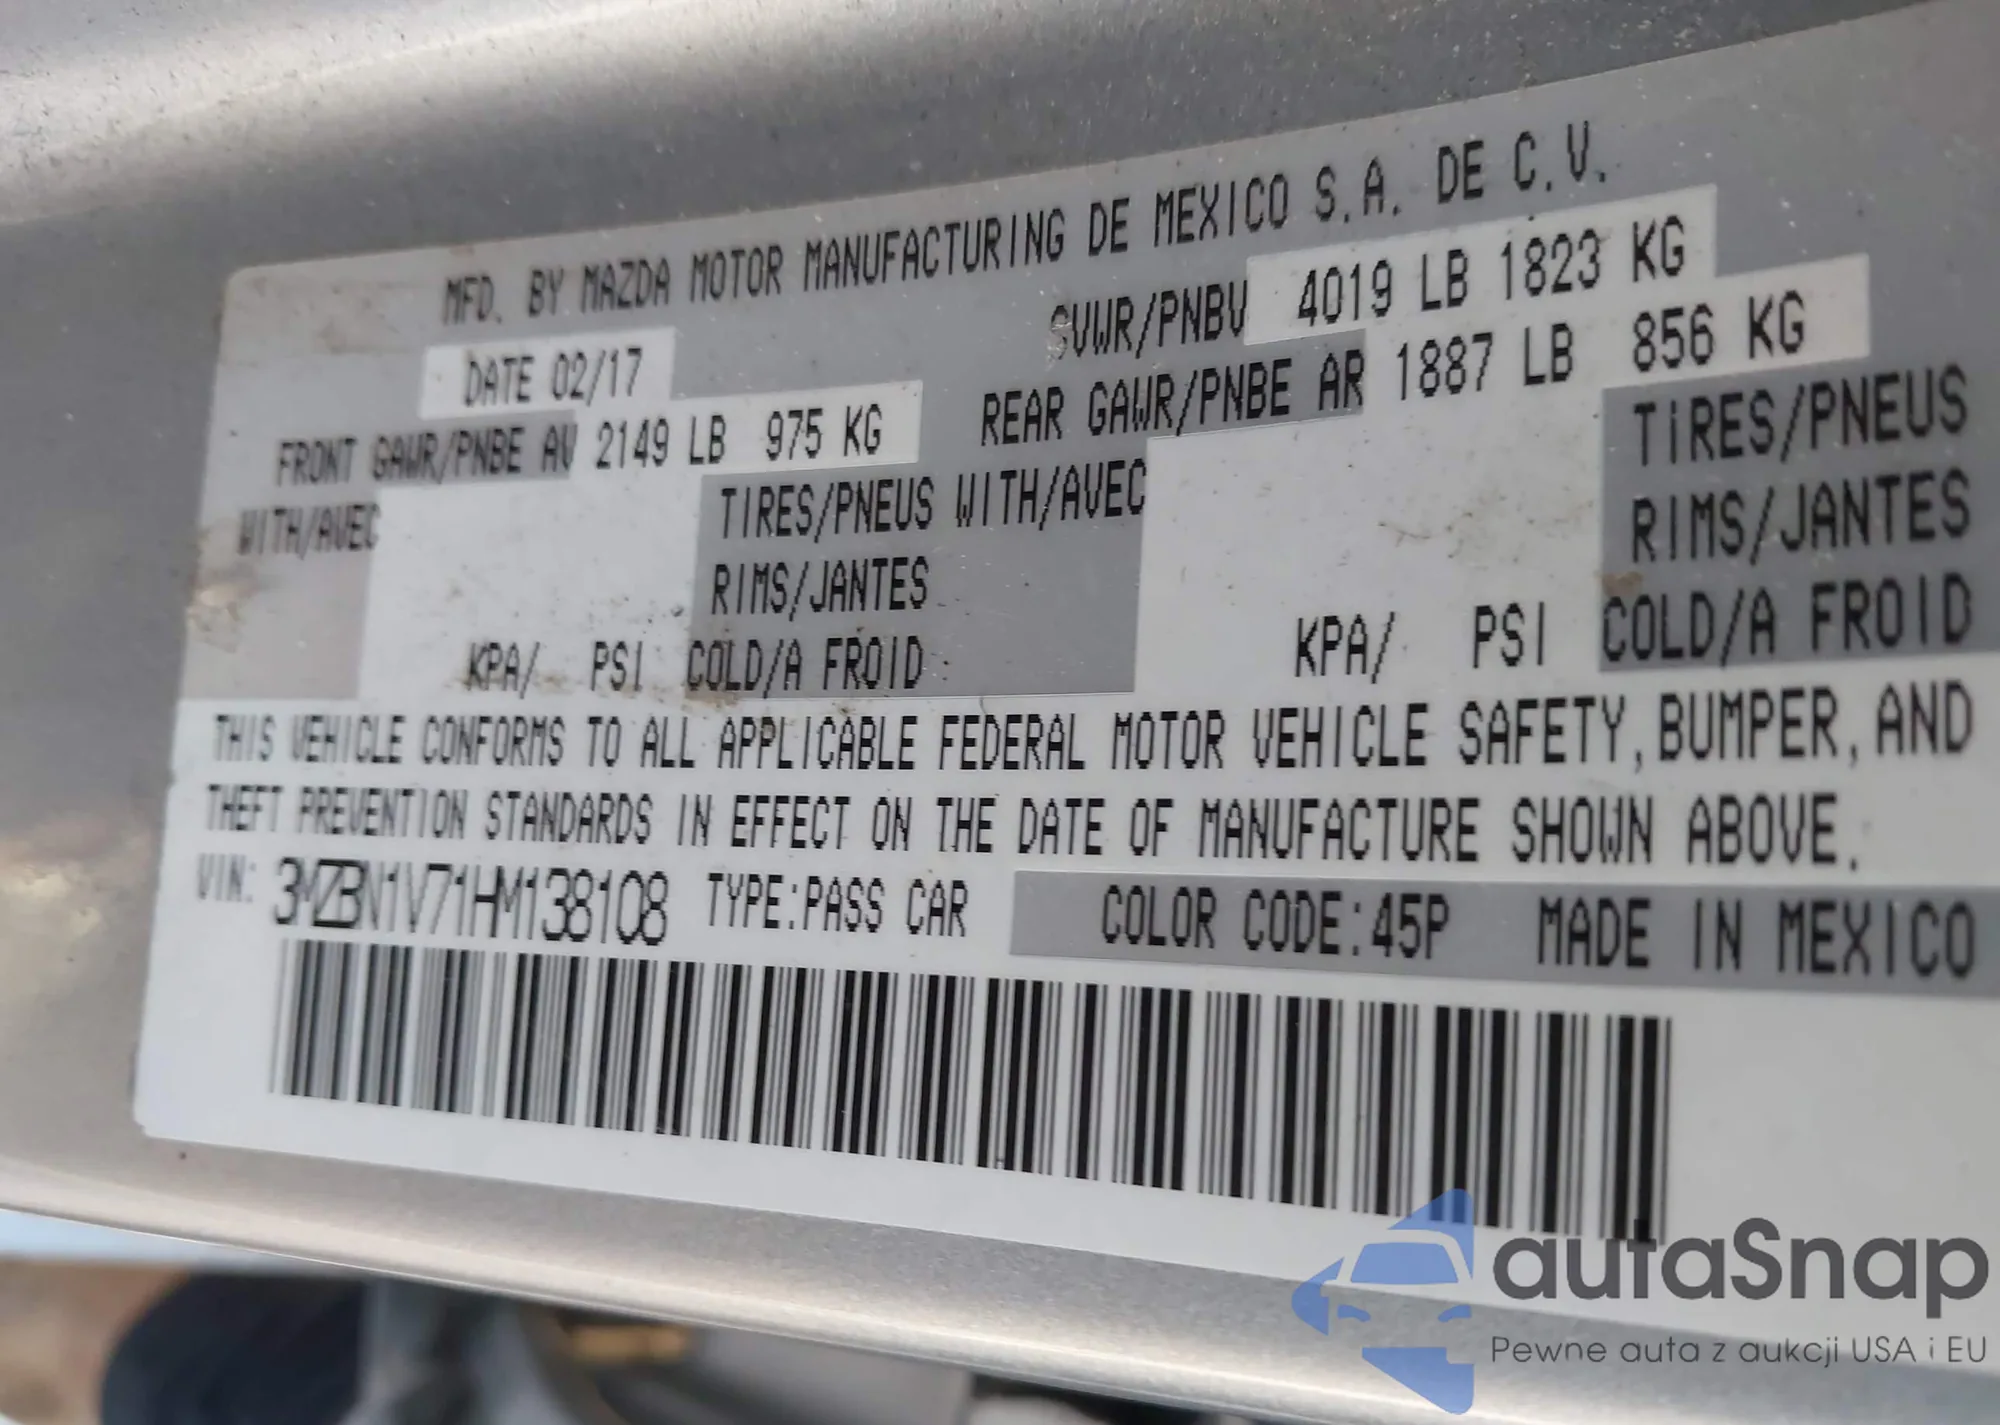 MFD. BY MAZDA MOTOR MANUFACTURING DE MEXICO S.A. DE C.V.
DATE 02/17 GVWR/PNBV 4019 LB 1823 KG
FRONT GAWR/PNBE AV 2149 LB 975 KG REAR GAWR/PNBE AR 1887 LB 856 KG
WITH/AVEC TIRES/PNEUS WITH/AVEC TIRES/PNEUS
RIMS/JANTES RIMS/JANTES
KPA/ PSI COLD/A FROID KPA/ PSI COLD/A FROID
THIS VEHICLE CONFORMS TO ALL APPLICABLE FEDERAL MOTOR VEHICLE SAFETY, BUMPER, AND
THEFT PREVENTION STANDARDS IN EFFECT ON THE DATE OF MANUFACTURE SHOWN ABOVE.
VIN: 3MZBN1V71HM138108 TYPE:PASS CAR COLOR CODE:45P MADE IN MEXICO
autaSnap
Pewne auta z aukcji USA i EU